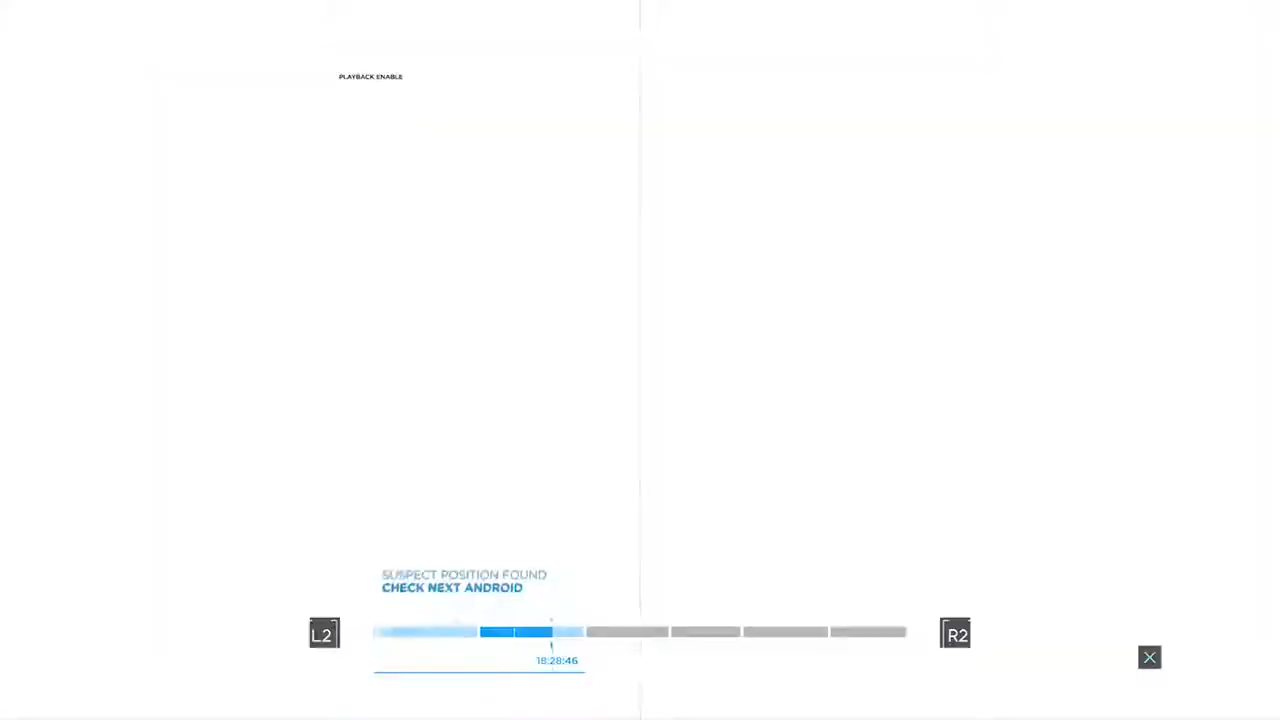 PLAYBACK ENABLE
SUSPECT POSITION FOUND
CHECK NEXT ANDROID
L2
R2
18:28:46
X